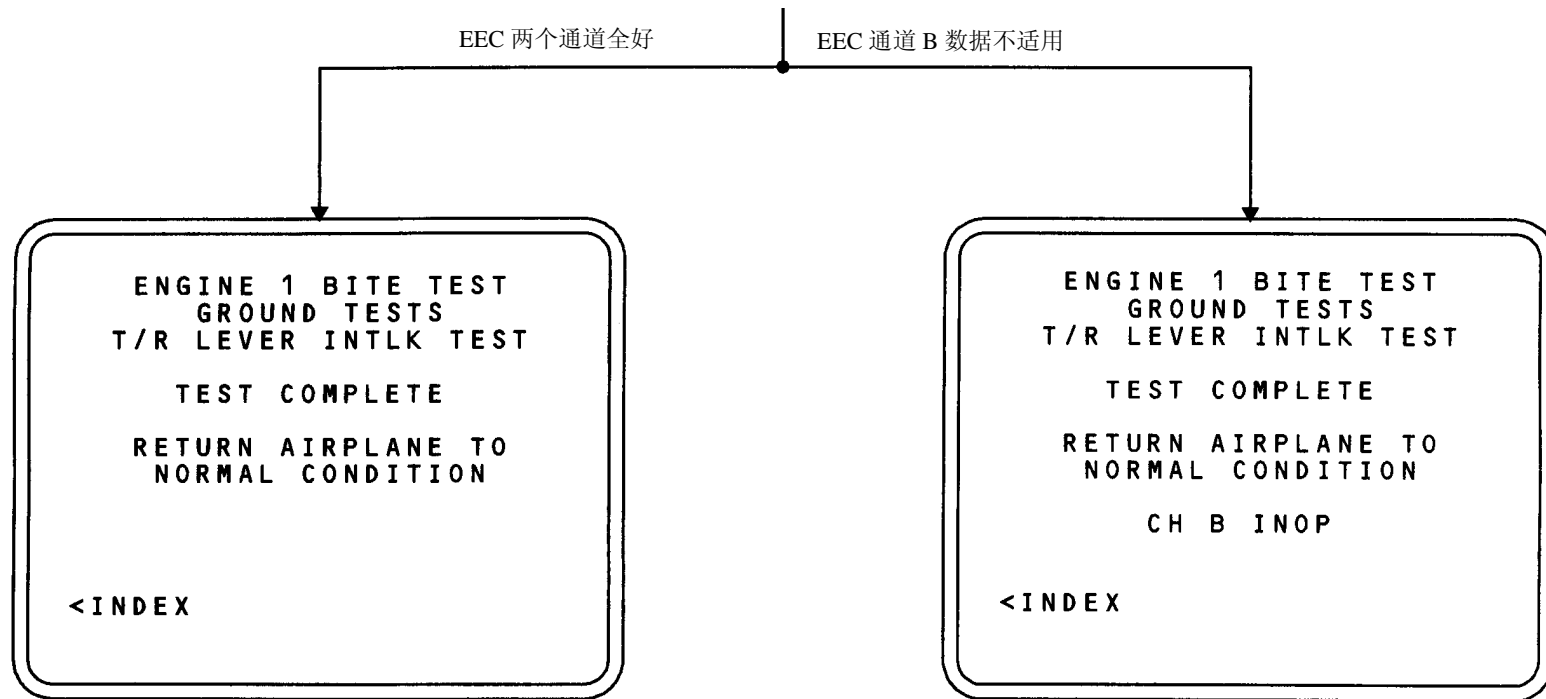 EEC 两个通道全好
EEC 通道 B 数据不适用
ENGINE 1 BITE TEST
GROUND TESTS
T/R LEVER INTLK TEST
TEST COMPLETE
RETURN AIRPLANE TO
NORMAL CONDITION
<INDEX
ENGINE 1 BITE TEST
GROUND TESTS
T/R LEVER INTLK TEST
TEST COMPLETE
RETURN AIRPLANE TO
NORMAL CONDITION
CH B INOP
<INDEX